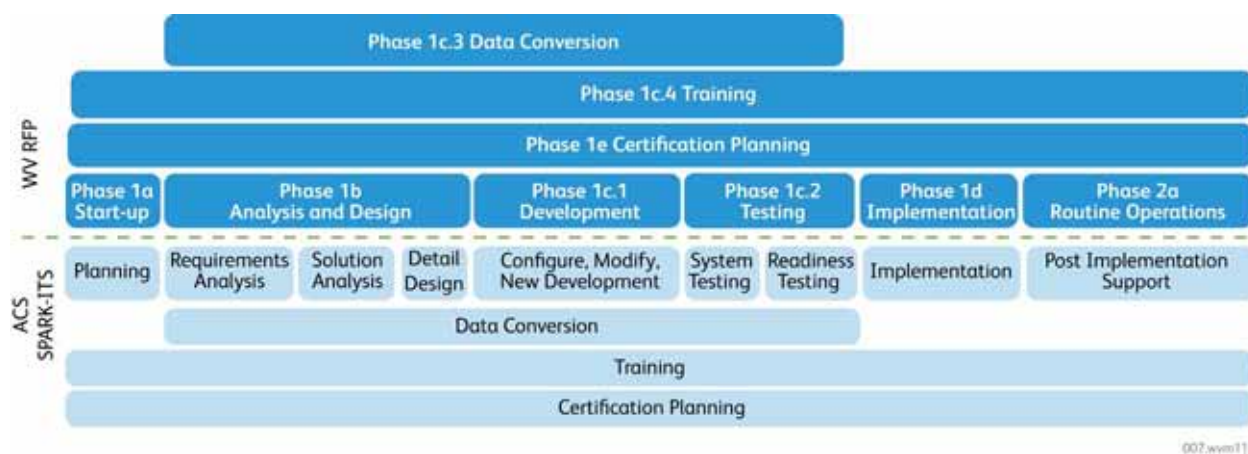 Phase 1c.3 Data Conversion
Phase 1c.4 Training
Phase 1e Certification Planning
WV RFP
Phase 1a
Start-up
Phase 1b
Analysis and Design
Phase 1c.1
Development
Phase 1c.2
Testing
Phase 1d
Implementation
Phase 2a
Routine Operations
ACS
SPARK-ITS
Planning
Requirements
Analysis
Solution
Analysis
Detail
Design
Configure, Modify,
New Development
System
Testing
Readiness
Testing
Implementation
Post Implementation
Support
Data Conversion
Training
Certification Planning
007.wvm11